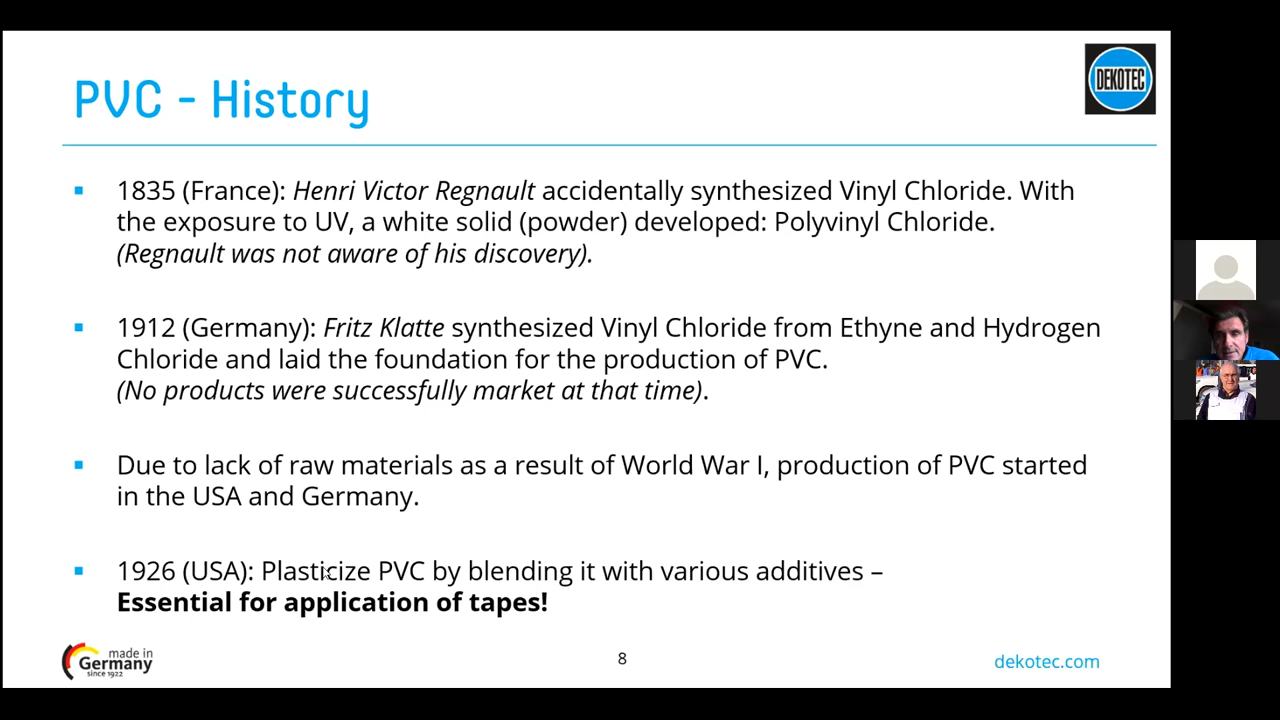 PVC - History
DEKOTEC
▪ 1835 (France): Henri Victor Regnault accidentally synthesized Vinyl Chloride. With
the exposure to UV, a white solid (powder) developed: Polyvinyl Chloride.
(Regnault was not aware of his discovery).
▪ 1912 (Germany): Fritz Klatte synthesized Vinyl Chloride from Ethyne and Hydrogen
Chloride and laid the foundation for the production of PVC.
(No products were successfully market at that time).
▪ Due to lack of raw materials as a result of World War I, production of PVC started
in the USA and Germany.
▪ 1926 (USA): Plasticize PVC by blending it with various additives –
Essential for application of tapes!
made in
Germany
since 1922
8
dekotec.com